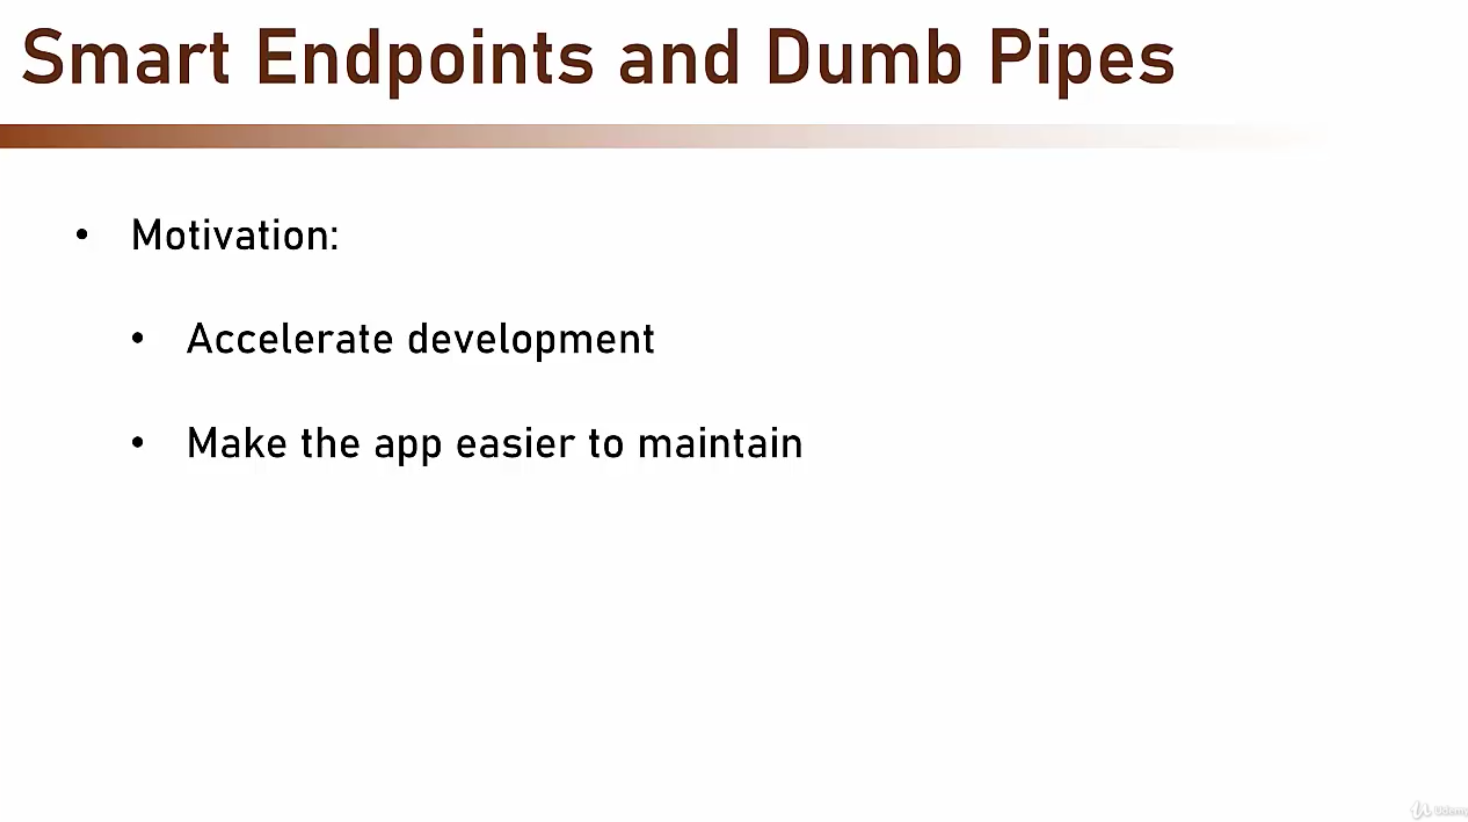 Smart Endpoints and Dumb Pipes
• Motivation:
• Accelerate development
• Make the app easier to maintain
Udemy